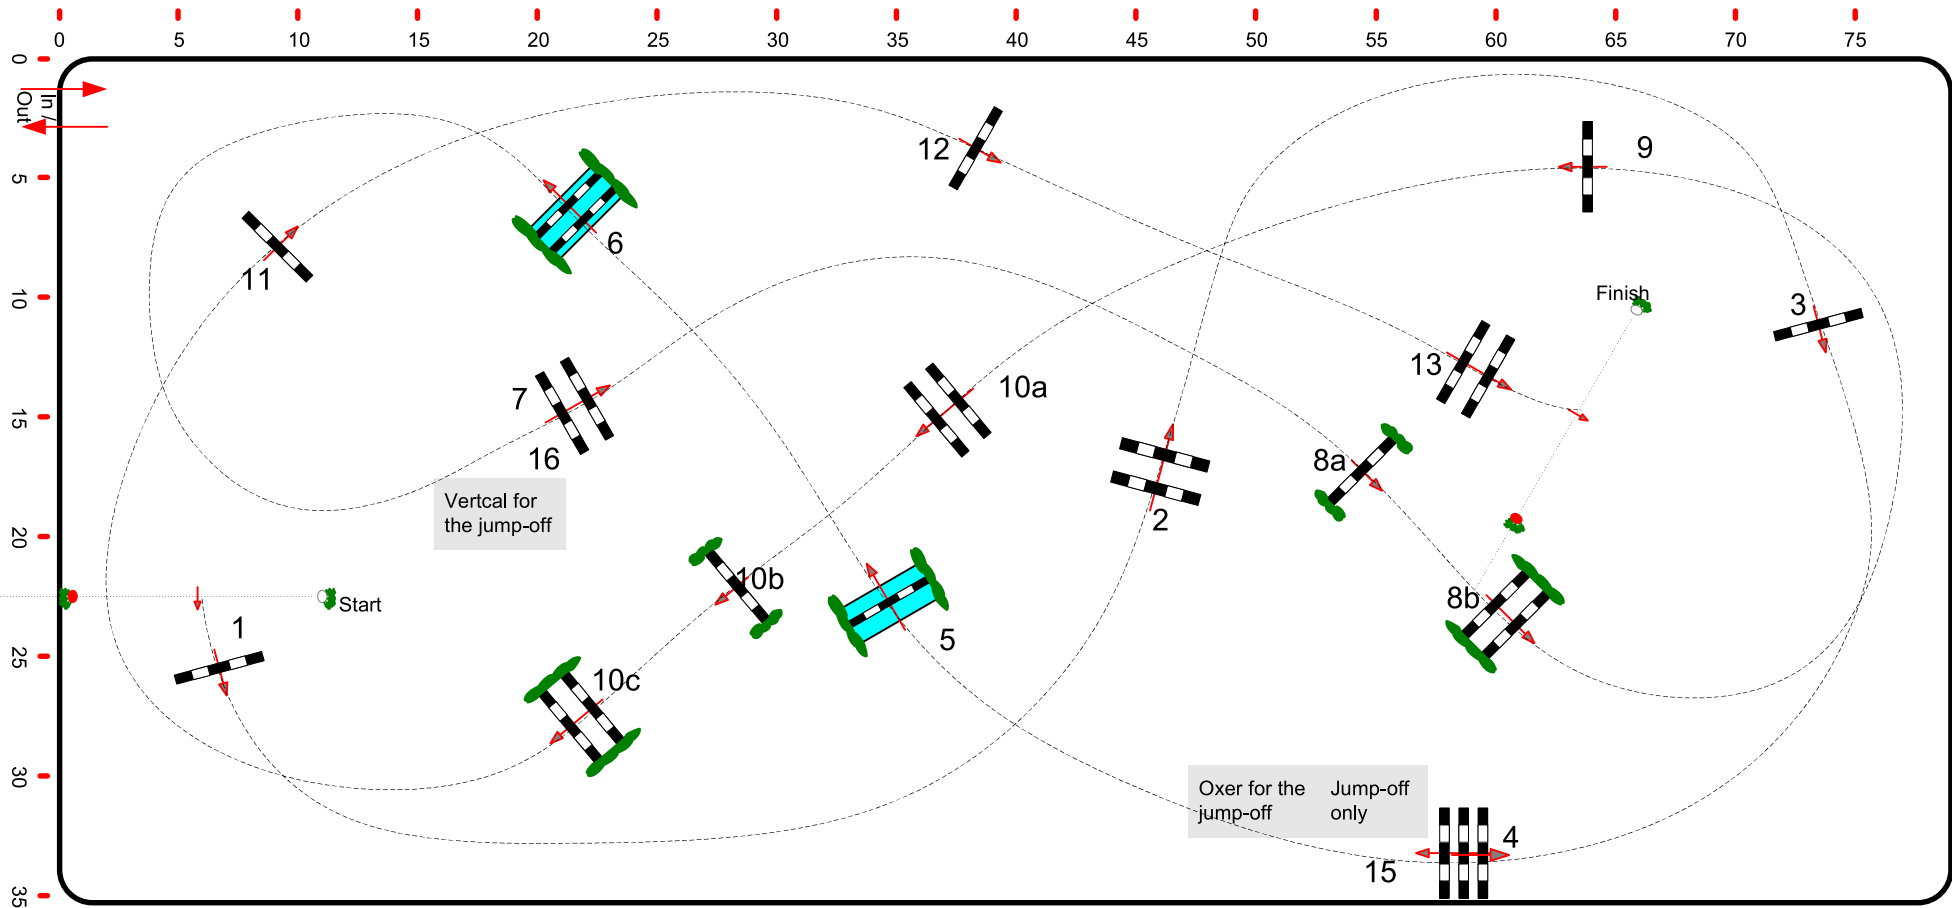 0 5 10 15 20 25 30 35 40 45 50 55 60 65 70 75
0
In /
Out
5
10
15
20
25
30
35
12
9
6
11
Finish
3
13
7
10a
16
8a
Vertcal for
the jump-off
2
10b
8b
Start
1
5
10c
Oxer for the
jump-off
Jump-off
only
4
15